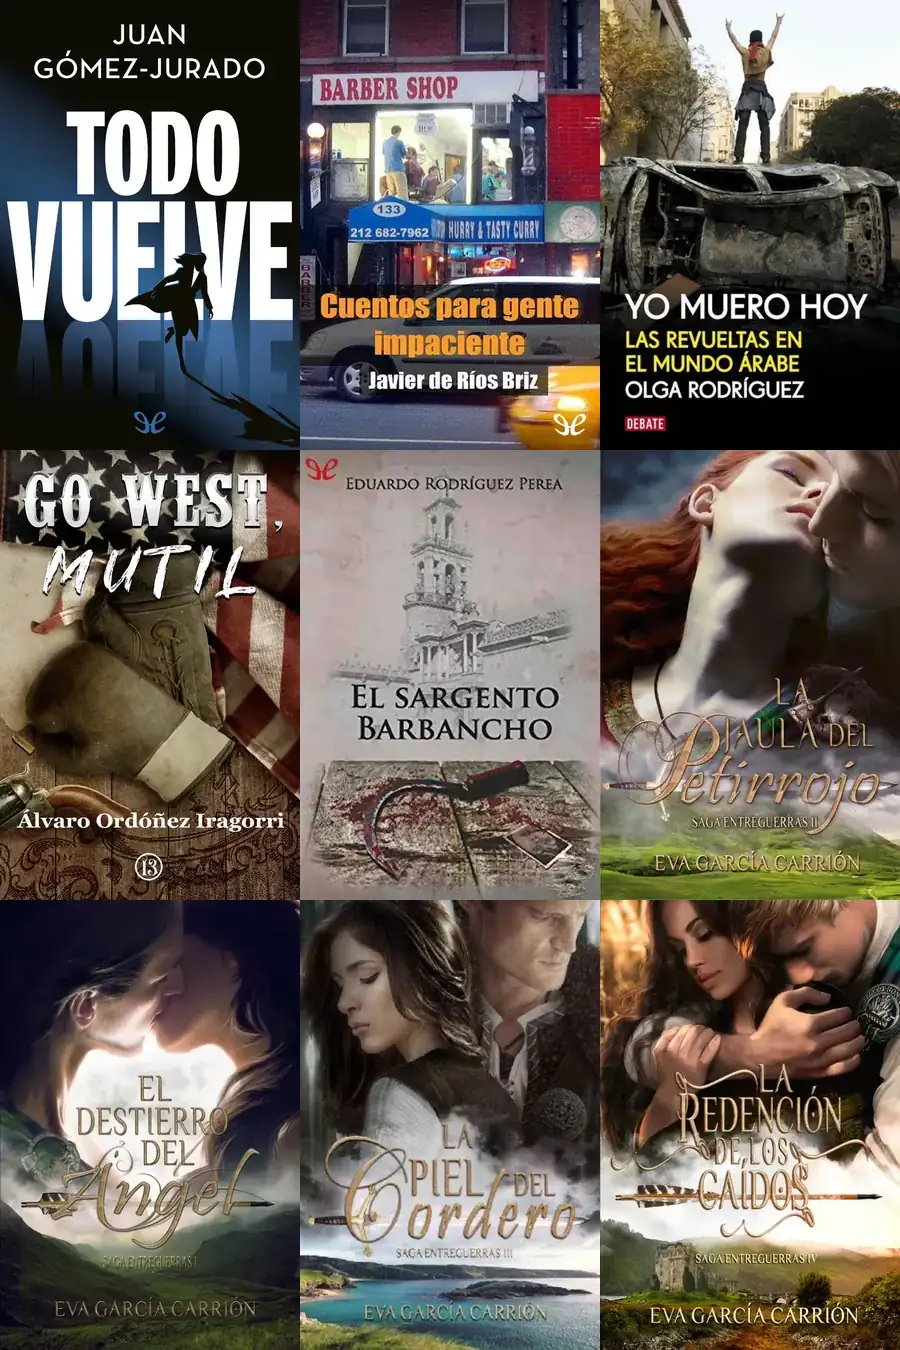 JUAN
GÓMEZ-JURADO
TODO
VUELVE
BARBER SHOP
133
212 682-7962
HURRY & TASTY CURRY
OPEN
BARBER
Cuentos para gente
impaciente
Javier de Ríos Briz
YO MUERO HOY
LAS REVUELTAS EN
EL MUNDO ÁRABE
OLGA RODRÍGUEZ
DEBATE
GO WEST,
MUTIL
Álvaro Ordóñez Iragorri
13
EDUARDO RODRÍGUEZ PEREA
EL SARGENTO
BARBANCHO
LA
JAULA DEL
Petirrojo
SAGA ENTREGUERRAS II
EVA GARCÍA CARRIÓN
EL
DESTIERRO
DEL
Ángel
SAGA ENTREGUERRAS I
EVA GARCÍA CARRIÓN
LA
PIEL DEL
Cordero
SAGA ENTREGUERRAS III
EVA GARCÍA CARRIÓN
LA
REDENCIÓN
DE LOS
CAÍDOS
SAGA ENTREGUERRAS IV
EVA GARCÍA CARRIÓN